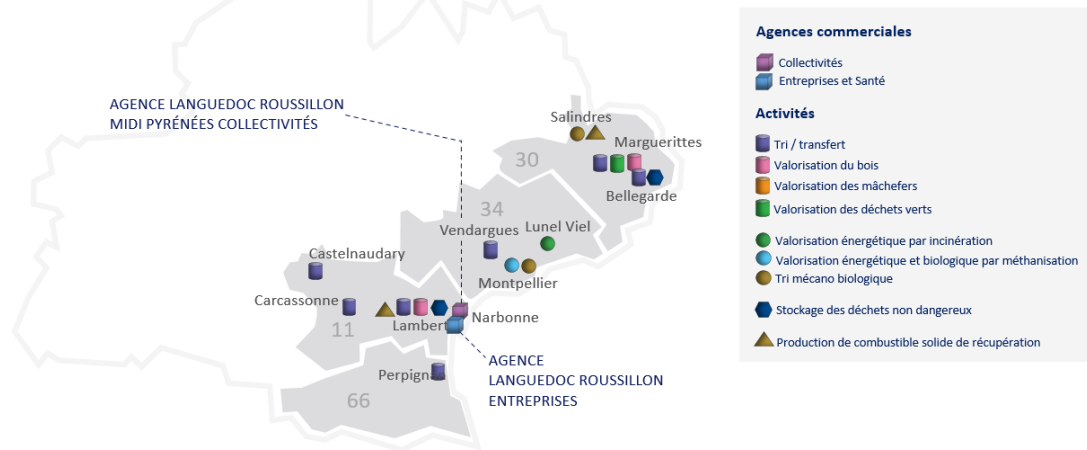 AGENCE LANGUEDOC ROUSSILLON
MIDI PYRÉNÉES COLLECTIVITÉS
Salindres
Marguerittes
30
Bellegarde
34
Vendargues
Lunel Viel
Castelnaudary
Montpellier
Carcassonne
Lambert
Narbonne
11
Perpignan
66
AGENCE
LANGUEDOC ROUSSILLON
ENTREPRISES
Agences commerciales
Collectivités
Entreprises et Santé
Activités
Tri / transfert
Valorisation du bois
Valorisation des mâchefers
Valorisation des déchets verts
Valorisation énergétique par incinération
Valorisation énergétique et biologique par méthanisation
Tri mécano biologique
Stockage des déchets non dangereux
Production de combustible solide de récupération